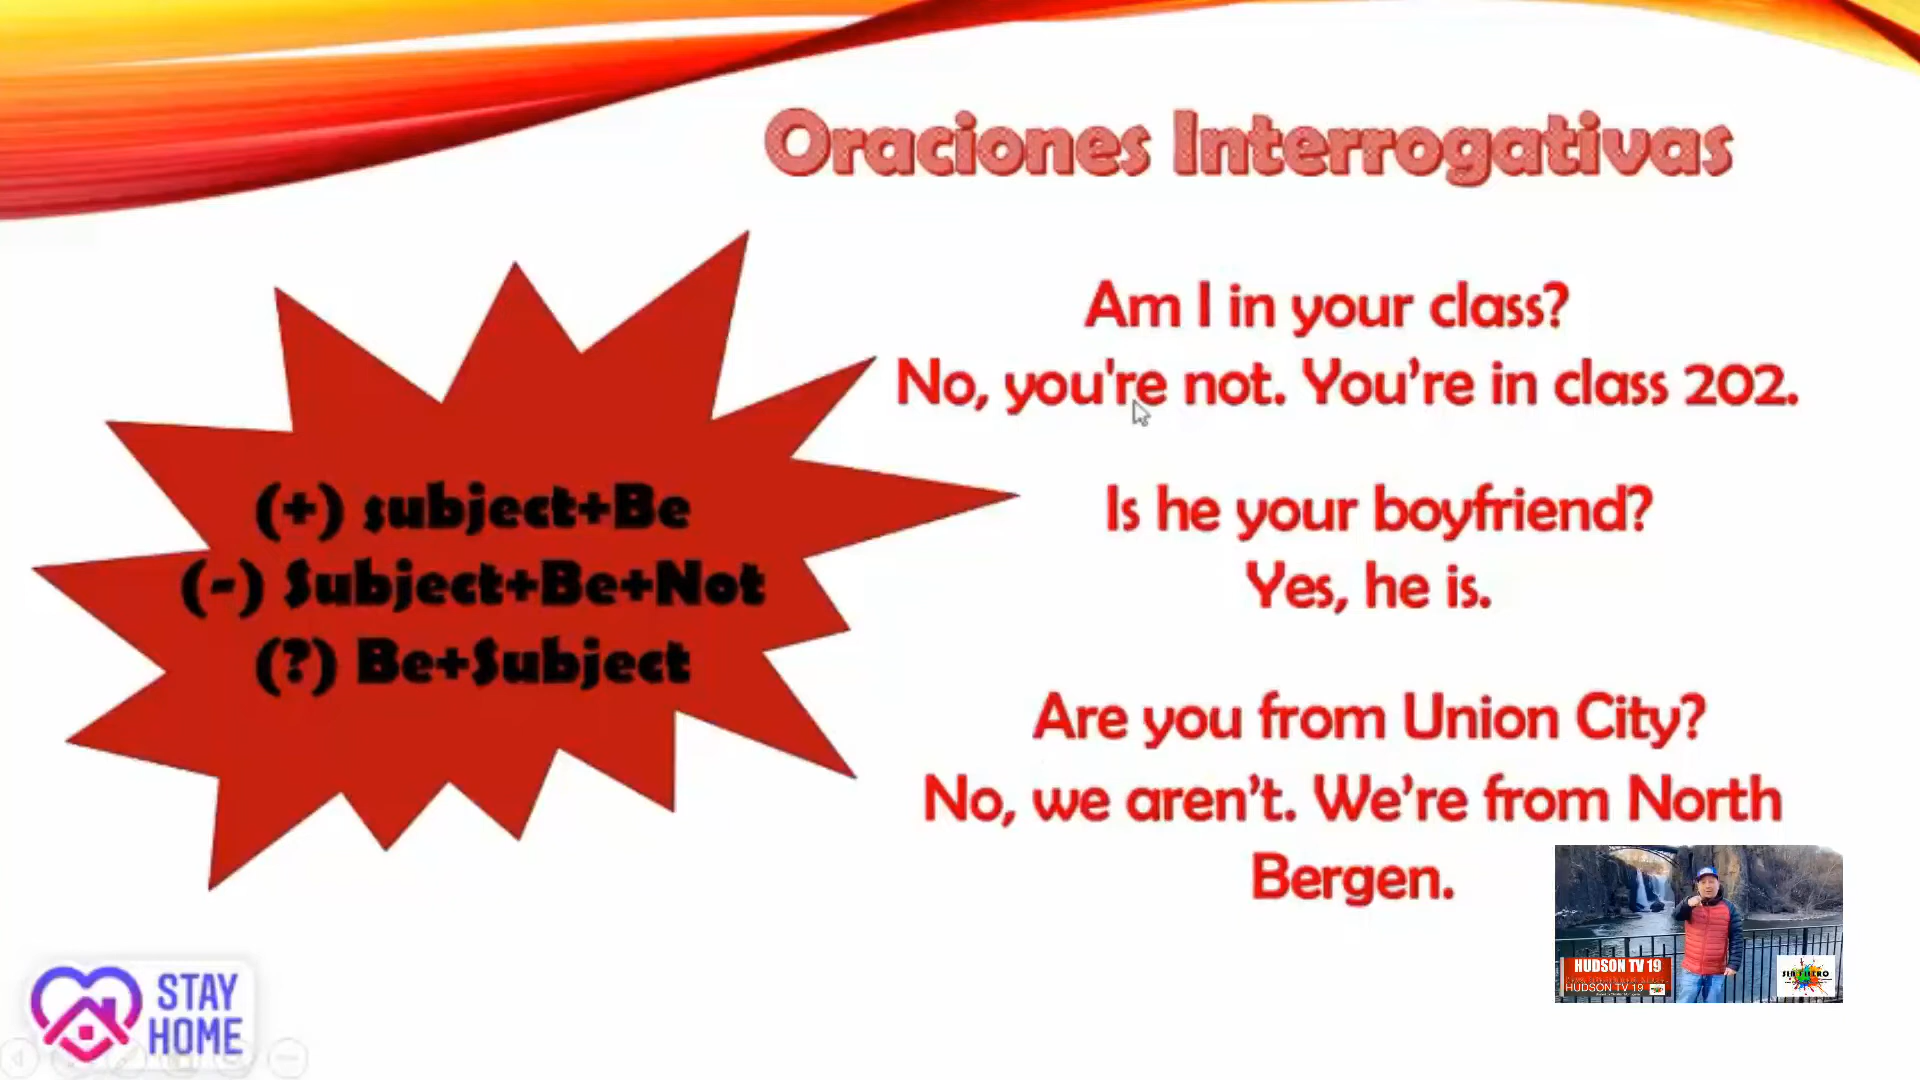 Oraciones Interrogativas
Am I in your class?
No, you're not. You’re in class 202.
Is he your boyfriend?
Yes, he is.
Are you from Union City?
No, we aren’t. We’re from North
Bergen.
(+) subject+Be
(-) Subject+Be+Not
(?) Be+Subject
STAY
HOME
HUDSON TV 19
HUDSON TV 19